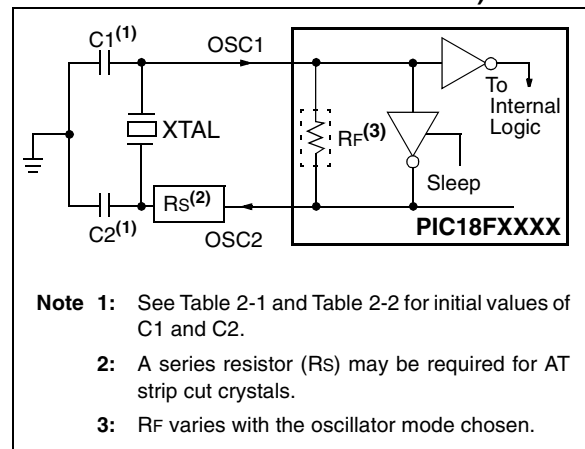 C1(1)
OSC1
To
Internal
Logic
XTAL
RF(3)
Sleep
C2(1)
RS(2)
OSC2
PIC18FXXXX
Note 1: See Table 2-1 and Table 2-2 for initial values of
C1 and C2.
2: A series resistor (RS) may be required for AT
strip cut crystals.
3: RF varies with the oscillator mode chosen.